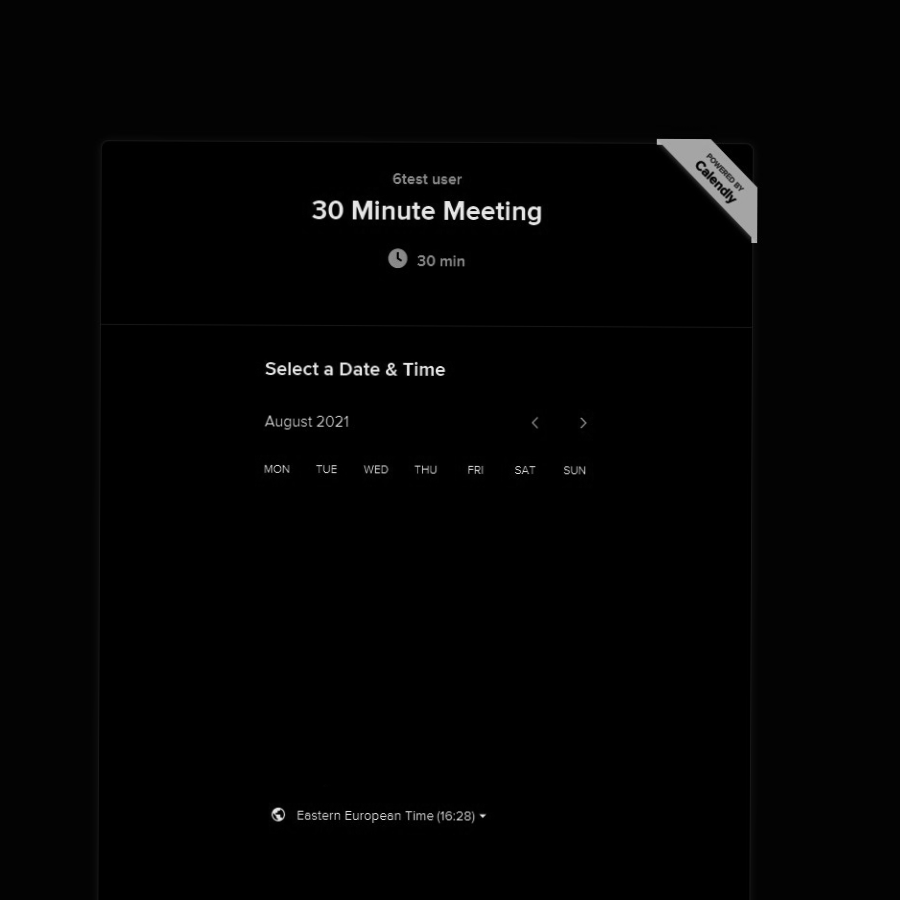 POWERED BY
Calendly
6test user
30 Minute Meeting
30 min
Select a Date & Time
August 2021
MON TUE WED THU FRI SAT SUN
Eastern European Time (16:28)